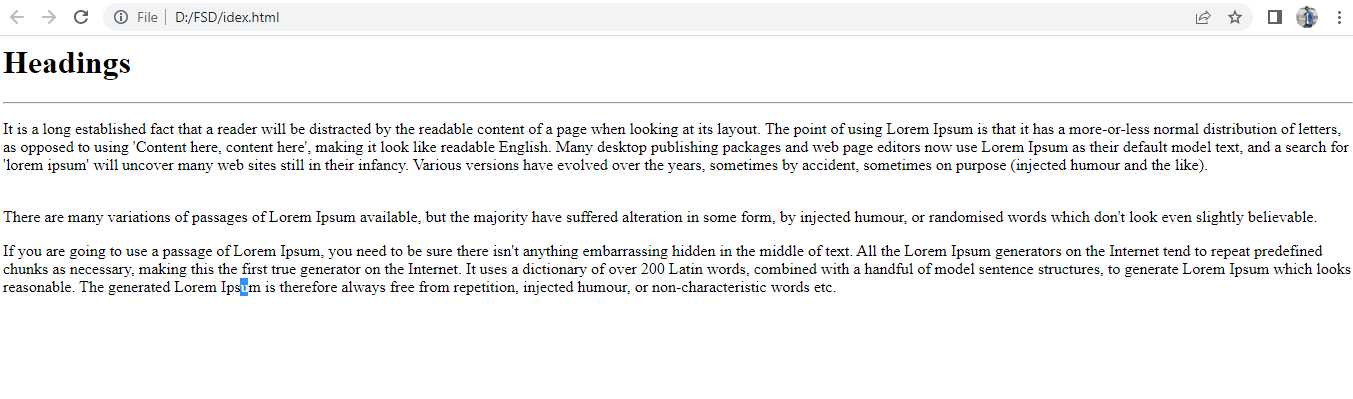 File D:/FSD/idex.html
Headings
It is a long established fact that a reader will be distracted by the readable content of a page when looking at its layout. The point of using Lorem Ipsum is that it has a more-or-less normal distribution of letters,
as opposed to using 'Content here, content here', making it look like readable English. Many desktop publishing packages and web page editors now use Lorem Ipsum as their default model text, and a search for
'lorem ipsum' will uncover many web sites still in their infancy. Various versions have evolved over the years, sometimes by accident, sometimes on purpose (injected humour and the like).
There are many variations of passages of Lorem Ipsum available, but the majority have suffered alteration in some form, by injected humour, or randomised words which don't look even slightly believable.
If you are going to use a passage of Lorem Ipsum, you need to be sure there isn't anything embarrassing hidden in the middle of text. All the Lorem Ipsum generators on the Internet tend to repeat predefined
chunks as necessary, making this the first true generator on the Internet. It uses a dictionary of over 200 Latin words, combined with a handful of model sentence structures, to generate Lorem Ipsum which looks
reasonable. The generated Lorem Ipsum is therefore always free from repetition, injected humour, or non-characteristic words etc.